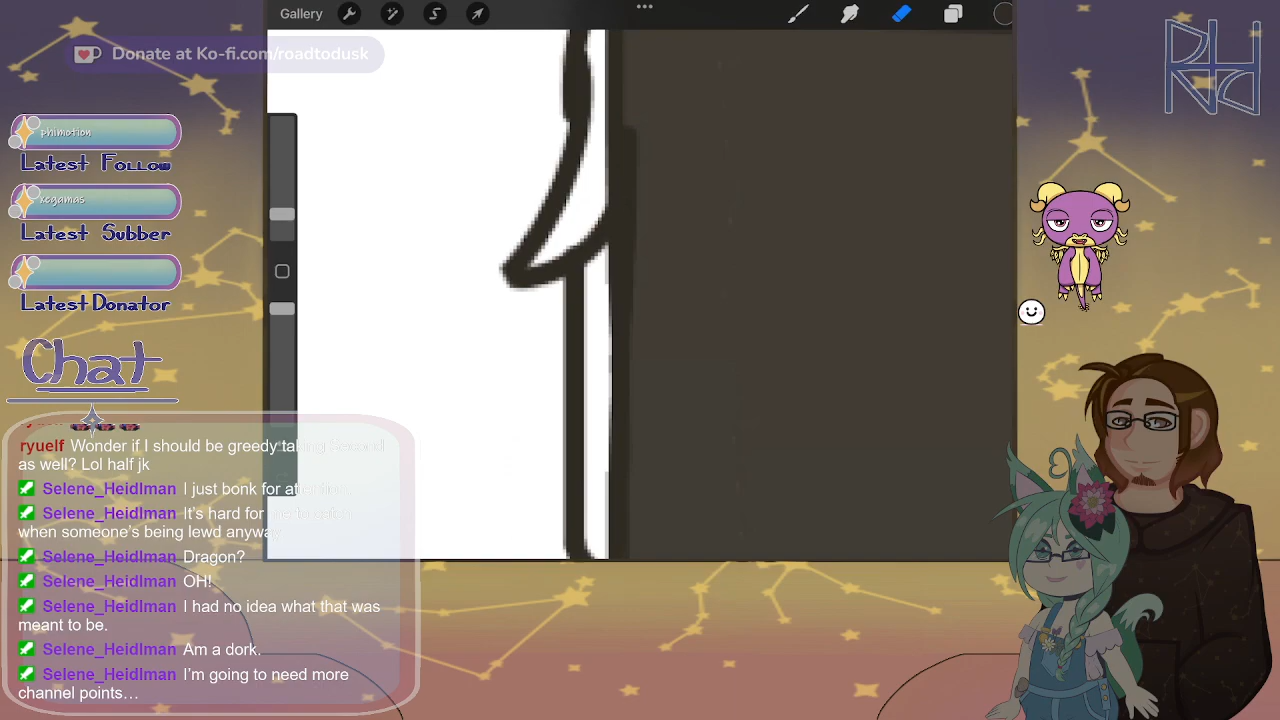 Gallery
Donate at Ko-fi.com/roadtodusk
phimotion
Latest Follow
xcgamas
Latest Subber
Latest Donator
Chat
ryuelf Wonder if I should be greedy taking Second
as well? Lol half jk
Selene_Heidlman I just bonk for attention
Selene_Heidlman It's hard for
when someone's being lewd anyway
Selene_Heidlman Dragon?
Selene_Heidlman OH!
Selene_Heidlman I had no idea what that was
meant to be.
Selene_Heidlman Am a dork.
Selene_Heidlman I'm going to need more
channel points…